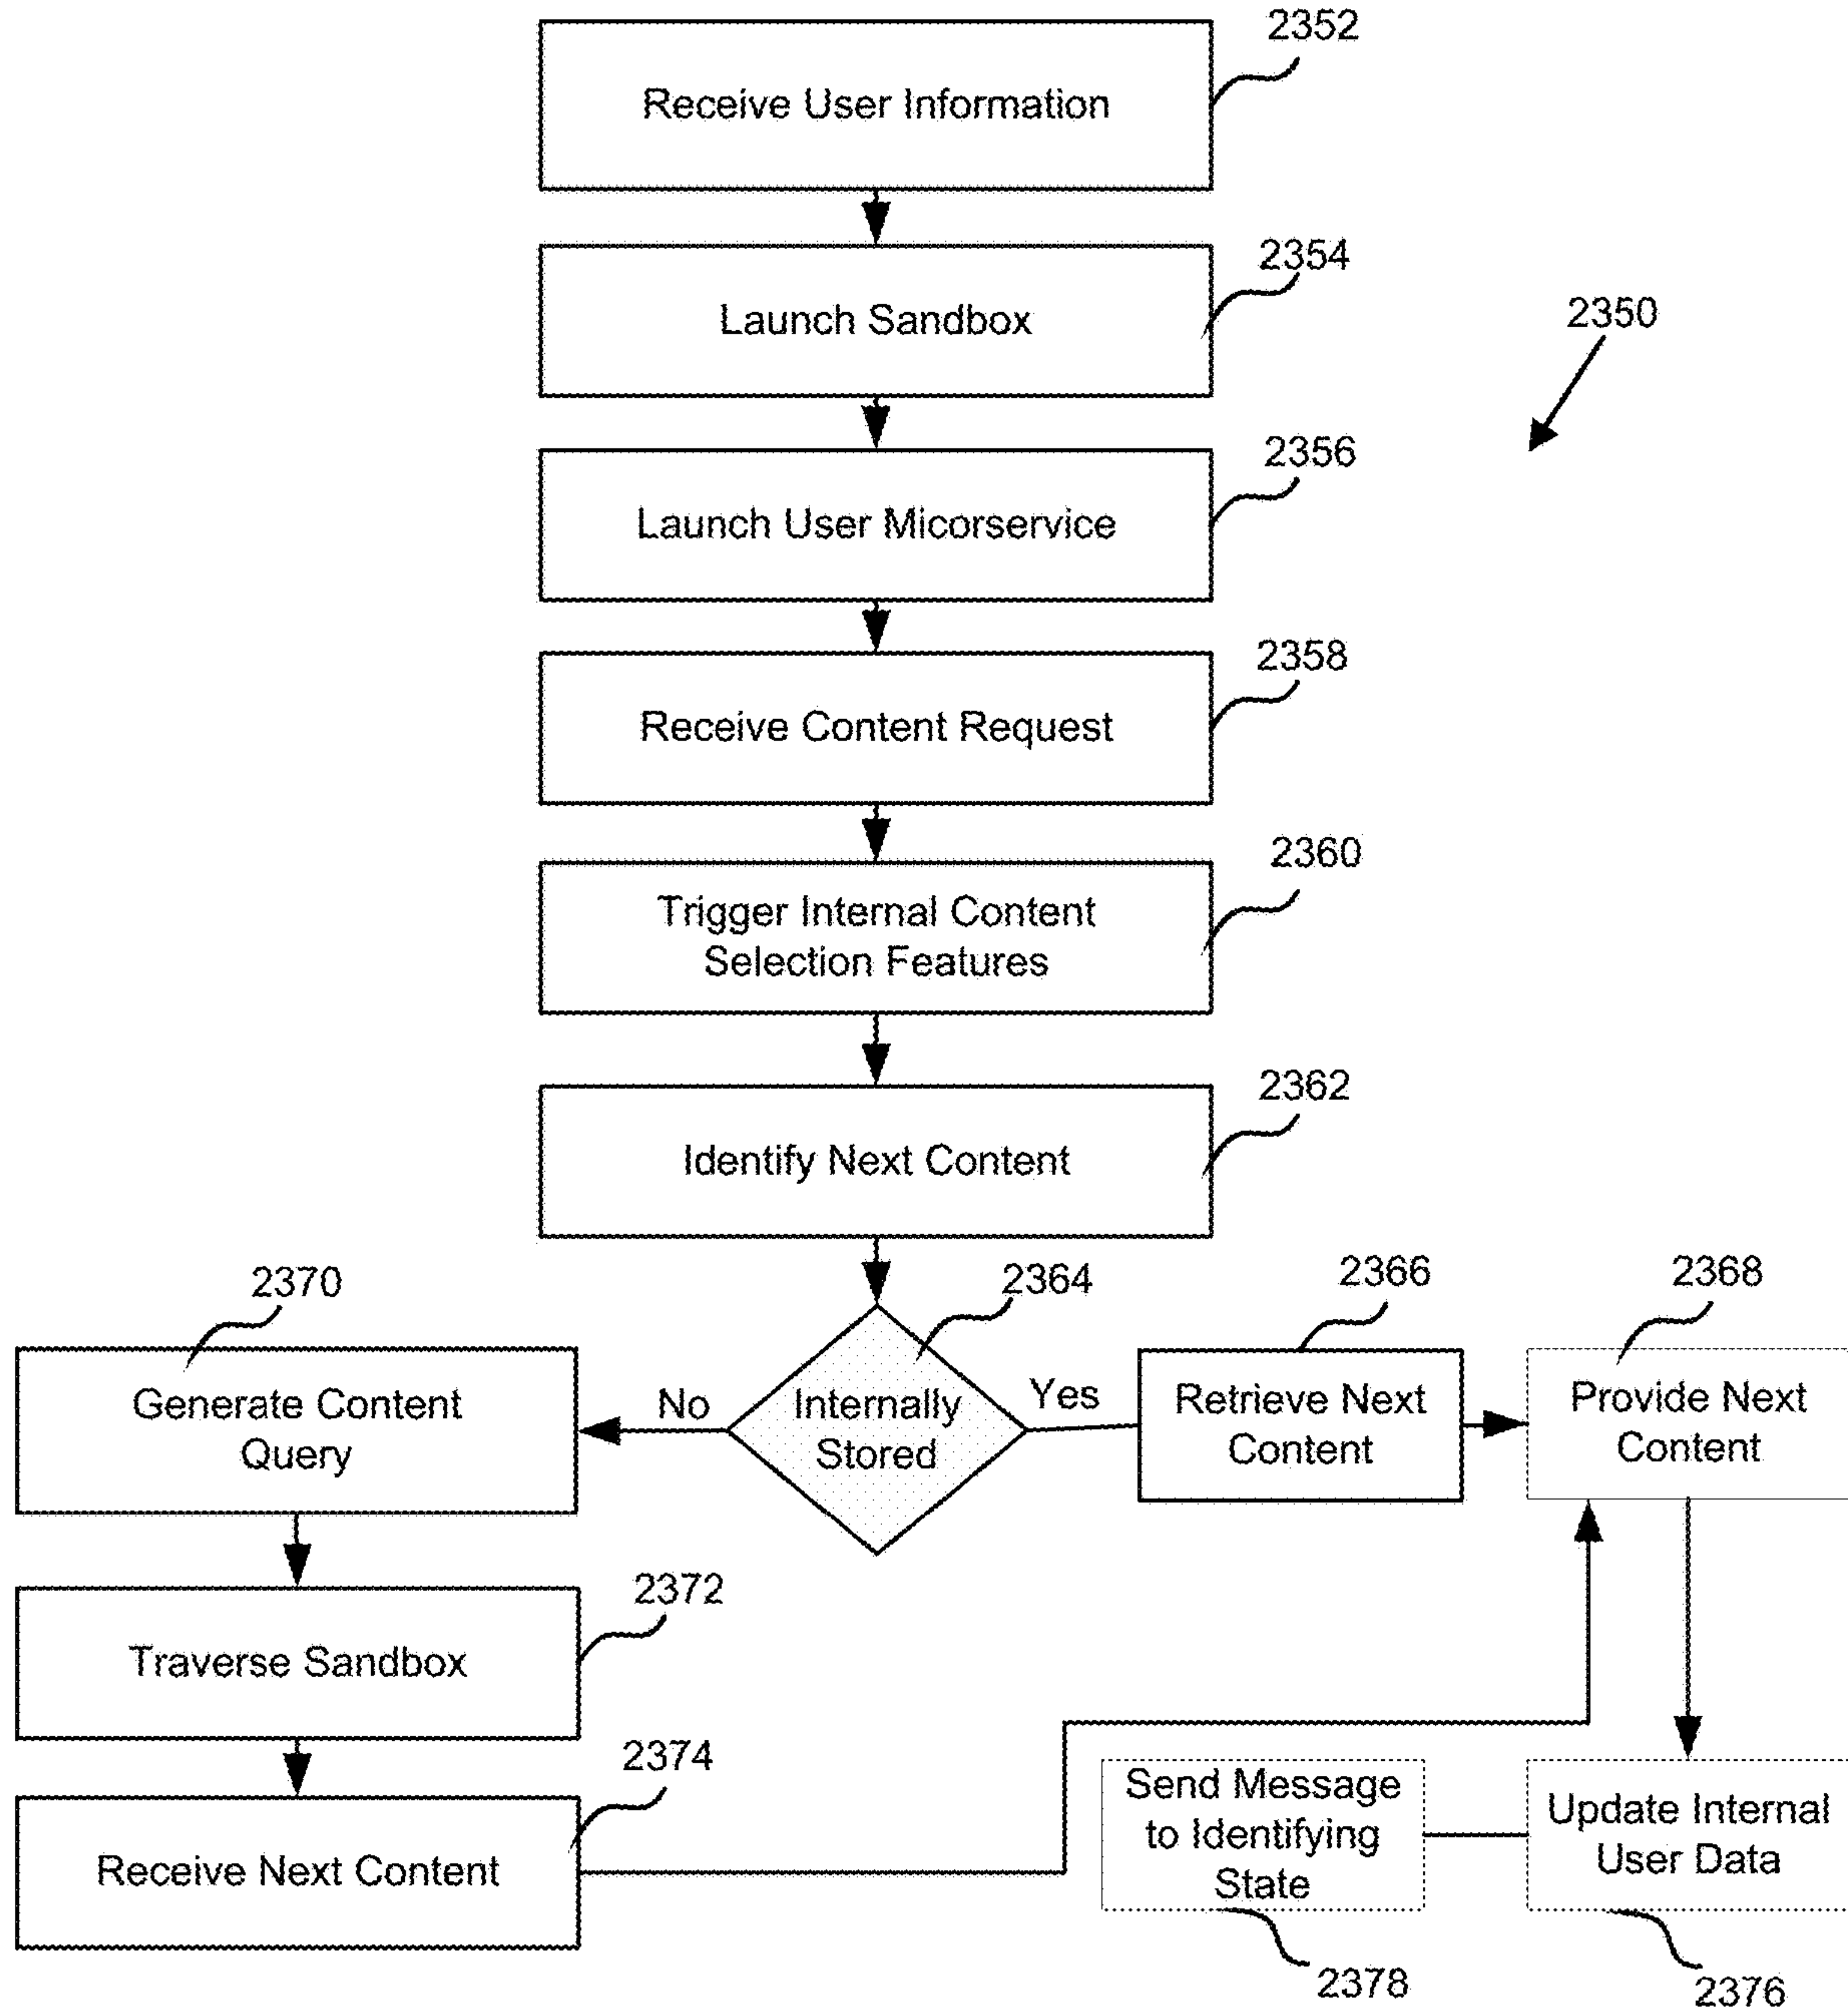 2352
Receive User Information
2354
Launch Sandbox
2350
2356
Launch User Micorservice
2358
Receive Content Request
2360
Trigger Internal Content
Selection Features
2362
Identify Next Content
2370
2364
2366
2368
Generate Content
Query
No
Internally
Stored
Yes
Retrieve Next
Content
Provide Next
Content
2372
Traverse Sandbox
2374
Receive Next Content
Send Message
to Identifying
State
Update Internal
User Data
2378
2376